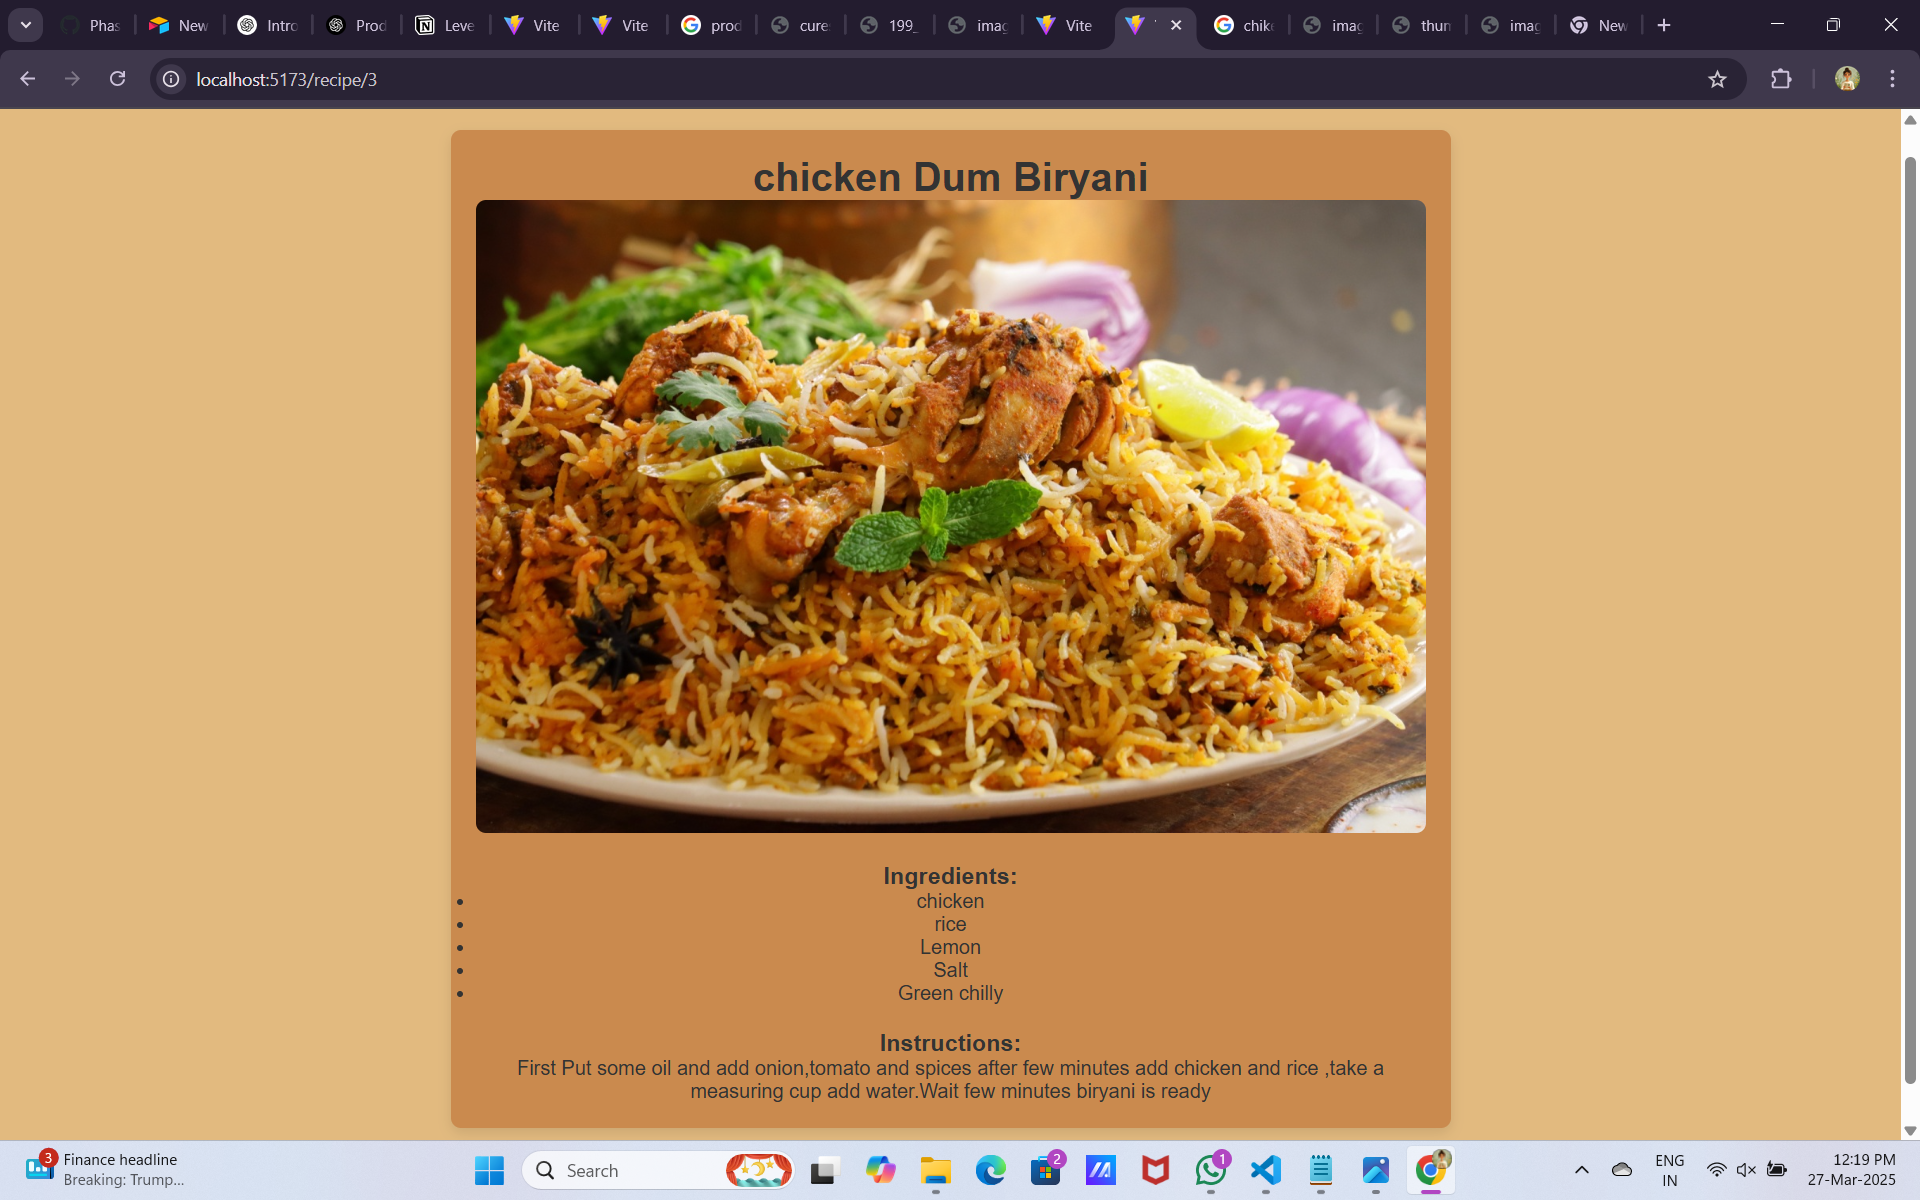 Phas
New
Intro
Prod
Leve
Vite
Vite
prod
cure
199_
imag
Vite
chike
imag
thun
imag
New
localhost:5173/recipe/3
chicken Dum Biryani
Ingredients:
chicken
rice
Lemon
Salt
Green chilly
Instructions:
First Put some oil and add onion,tomato and spices after few minutes add chicken and rice ,take a
measuring cup add water.Wait few minutes biryani is ready
3
Finance headline
Breaking: Trump...
Search
2
1
ENG
IN
12:19 PM
27-Mar-2025